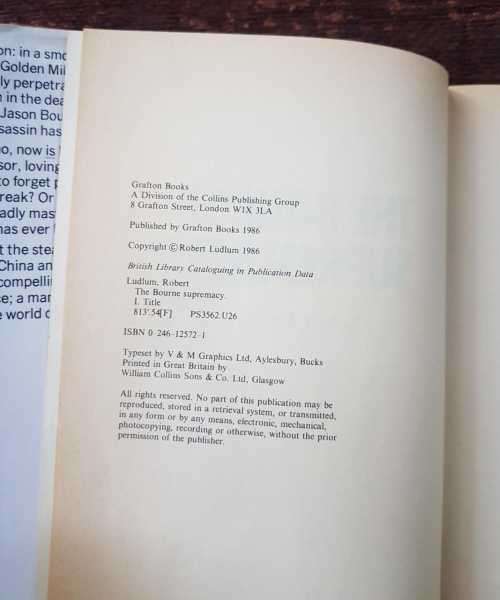 on: in a smo
Golden Mil
ly perpetra
in the dea
Jason Bou
sassin has
o, now is
sor, loving
to forget
reak? Or
adly mas
has ever
t the stea
China an
compelli
ce; a mar
world o
Grafton Books
A Division of the Collins Publishing Group
8 Grafton Street, London W1X 3LA
Published by Grafton Books 1986
Copyright © Robert Ludlum 1986
British Library Cataloguing in Publication Data
Ludlum, Robert
The Bourne supremacy.
I. Title
813'.54[F] PS3562.U26
ISBN 0-246-12572-1
Typeset by V & M Graphics Ltd, Aylesbury, Bucks
Printed in Great Britain by
William Collins Sons & Co. Ltd, Glasgow
All rights reserved. No part of this publication may be
reproduced, stored in a retrieval system, or transmitted,
in any form or by any means, electronic, mechanical,
photocopying, recording or otherwise, without the prior
permission of the publisher.